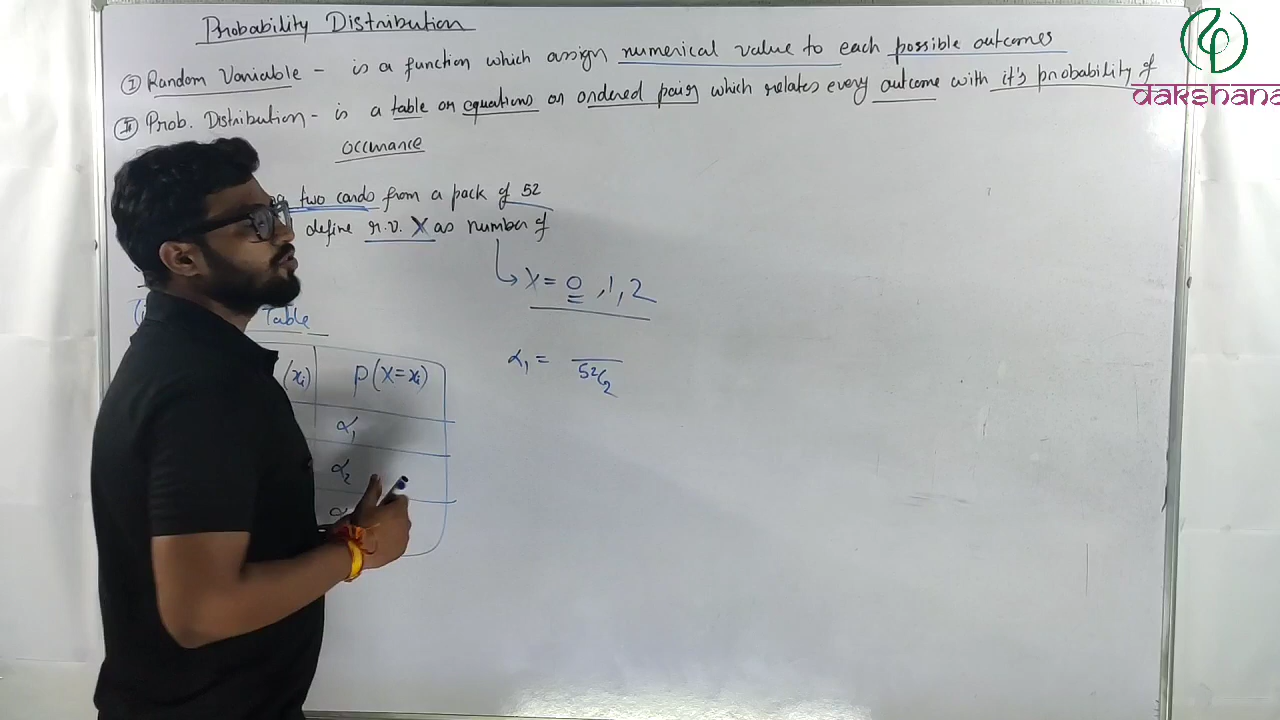 Probability Distribution
dakshana
I Random Variable - is a function which assign numerical value to each possible outcomes
II Prob. Distribution - is a table or equations or ordered pairs which relates every outcome with it's probability of
occurance
two cards from a pack of 52
define r.v. X as number of
X = 0, 1, 2
Table
(xi) P(X=xi)
α1 = ⁵²C₂
α1
α2